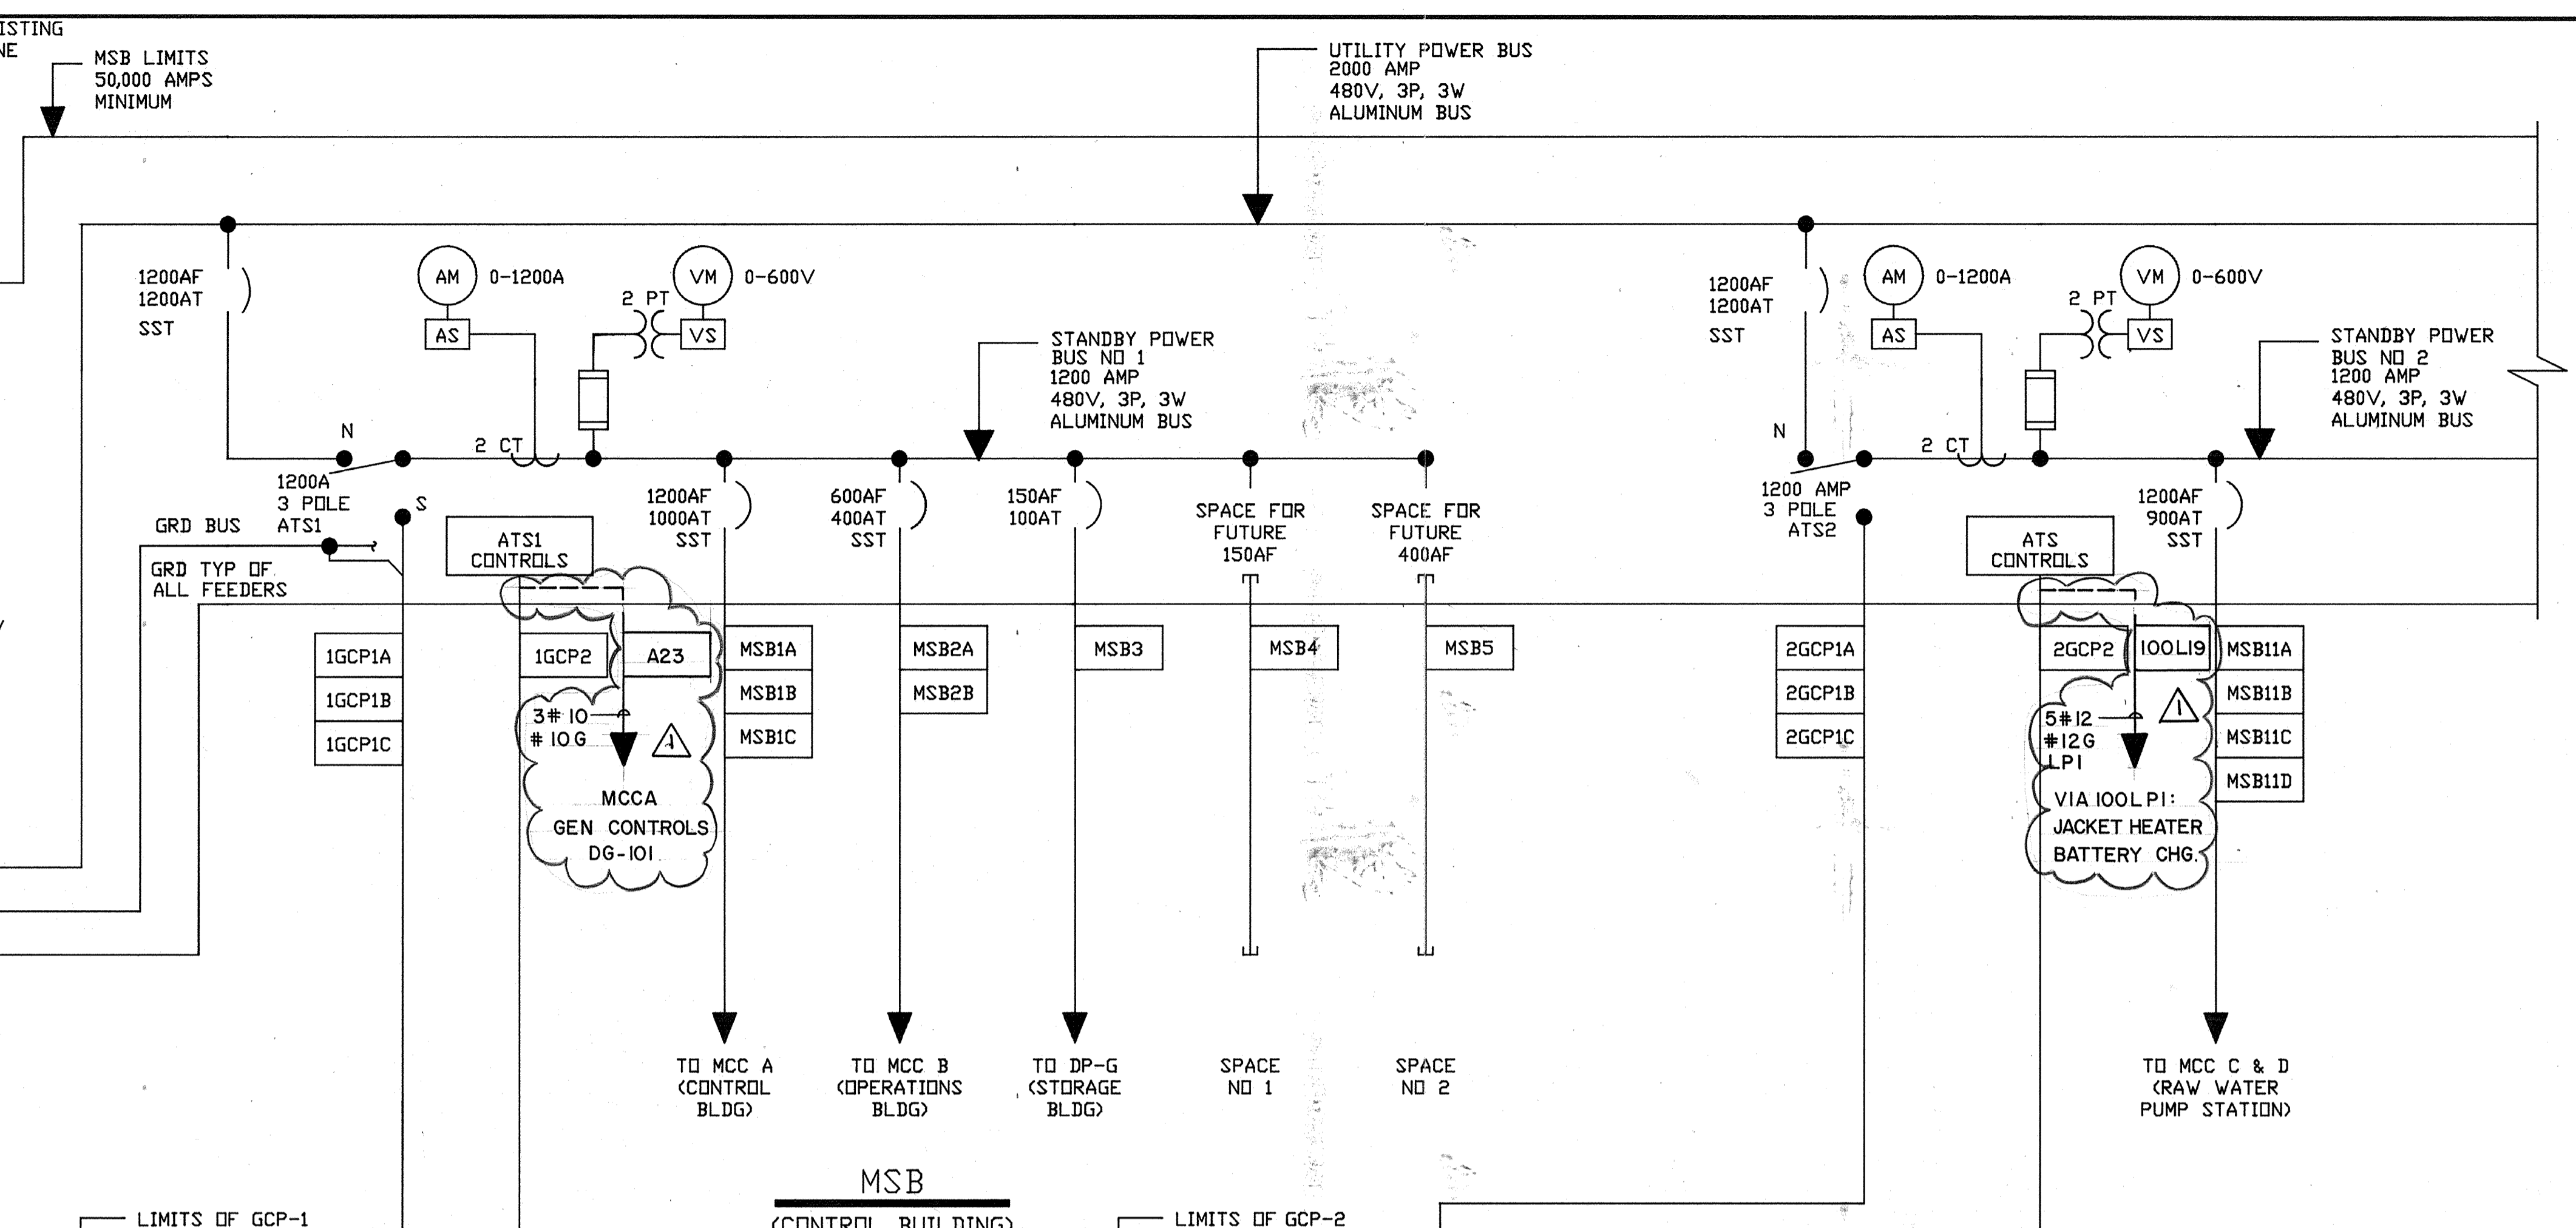 MSB LIMITS
50,000 AMPS
MINIMUM
UTILITY POWER BUS
2000 AMP
480V, 3P, 3W
ALUMINUM BUS
1200AF
1200AT
SST
AM
0-1200A
AS
2 PT
VM
0-600V
VS
STANDBY POWER
BUS NO 1
1200 AMP
480V, 3P, 3W
ALUMINUM BUS
1200AF
1200AT
SST
AM
0-1200A
AS
2 PT
VM
0-600V
VS
STANDBY POWER
BUS NO 2
1200 AMP
480V, 3P, 3W
ALUMINUM BUS
N
2 CT
1200A
3 POLE
ATS1
S
GRD BUS
GRD TYP OF
ALL FEEDERS
ATS1
CONTROLS
1200AF
1000AT
SST
600AF
400AT
SST
150AF
100AT
SPACE FOR
FUTURE
150AF
SPACE FOR
FUTURE
400AF
N
2 CT
1200 AMP
3 POLE
ATS2
ATS
CONTROLS
1200AF
900AT
SST
1GCP1A
1GCP1B
1GCP1C
1GCP2
A23
MSB1A
MSB1B
MSB1C
MSB2A
MSB2B
MSB3
MSB4
MSB5
2GCP1A
2GCP1B
2GCP1C
2GCP2
100L19
MSB11A
MSB11B
MSB11C
MSB11D
3#10
#10G
1
MCCA
GEN CONTROLS
DG-101
5#12
#12G
LP1
1
VIA 100LP1:
JACKET HEATER
BATTERY CHG.
TO MCC A
(CONTROL
BLDG)
TO MCC B
(OPERATIONS
BLDG)
TO DP-G
(STORAGE
BLDG)
SPACE
NO 1
SPACE
NO 2
TO MCC C & D
(RAW WATER
PUMP STATION)
MSB
(CONTROL BUILDING)
LIMITS OF GCP-1
LIMITS OF GCP-2